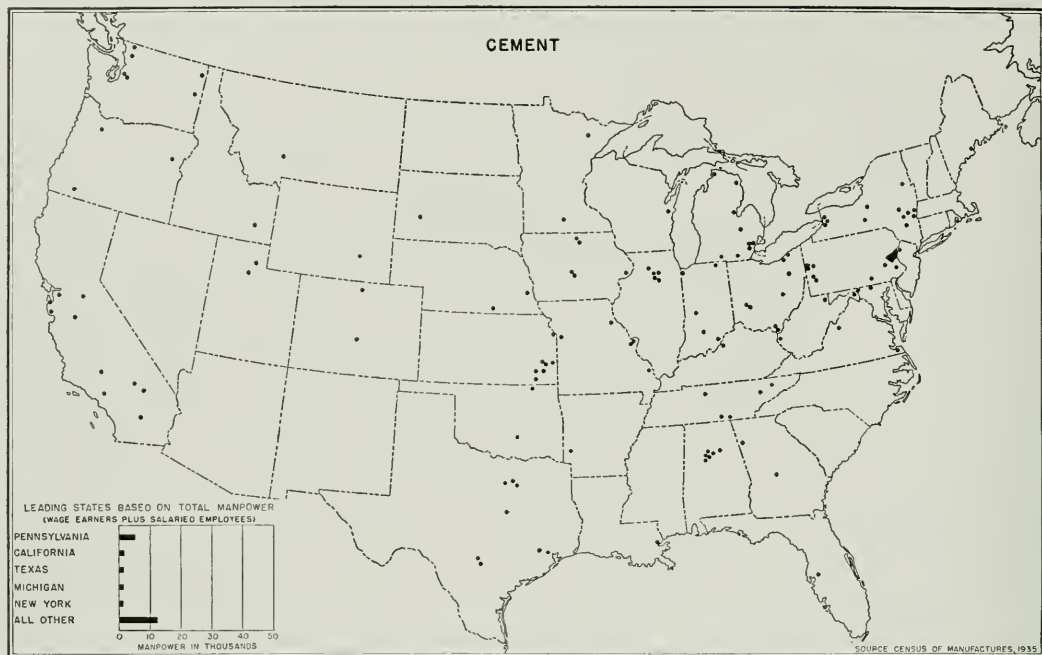 CEMENT
LEADING STATES BASED ON TOTAL MANPOWER
(WAGE EARNERS PLUS SALARIED EMPLOYEES)
PENNSYLVANIA
CALIFORNIA
TEXAS
MICHIGAN
NEW YORK
ALL OTHER
0 10 20 30 40 50
MANPOWER IN THOUSANDS
SOURCE CENSUS OF MANUFACTURES, 1935